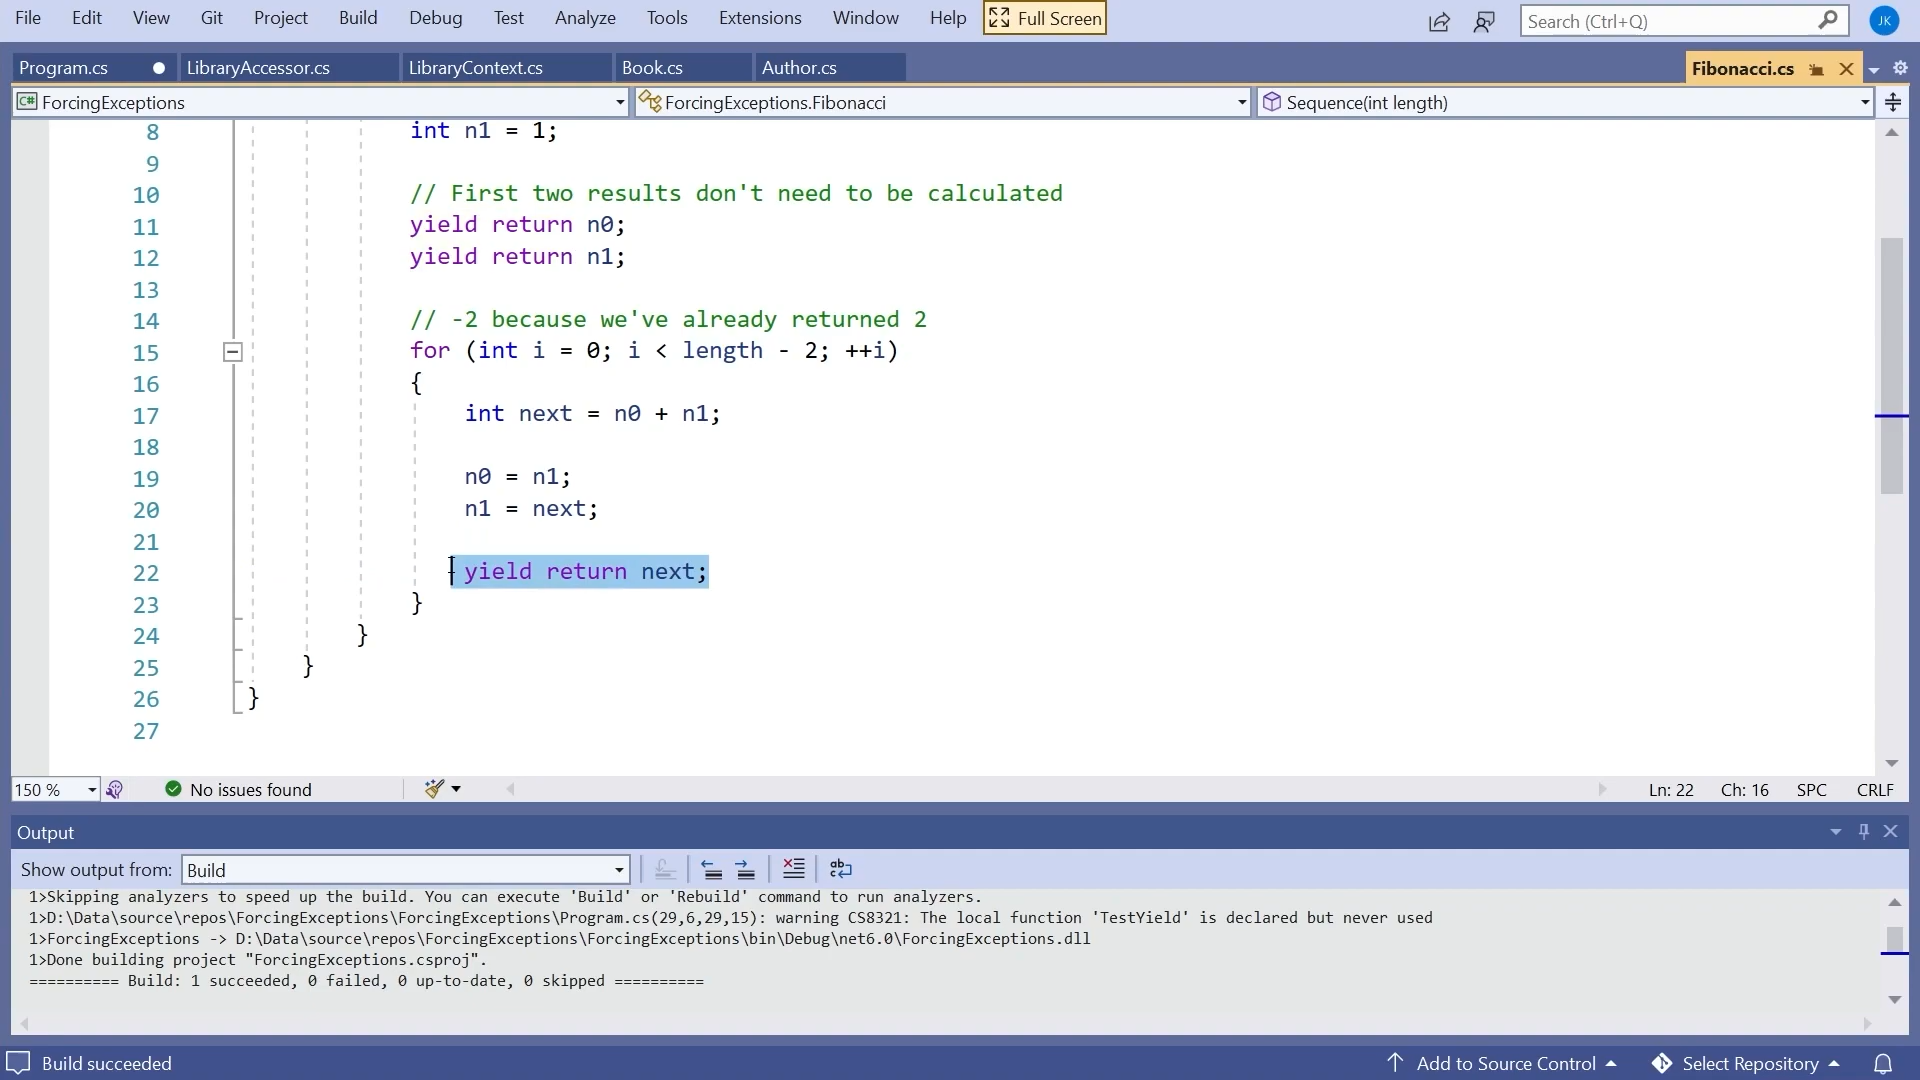 File Edit View Git Project Build Debug Test Analyze Tools Extensions Window Help Full Screen Search (Ctrl+Q) JK
Program.cs LibraryAccessor.cs LibraryContext.cs Book.cs Author.cs Fibonacci.cs
C# ForcingExceptions ForcingExceptions.Fibonacci Sequence(int length)
8 int n1 = 1;
9
10 // First two results don't need to be calculated
11 yield return n0;
12 yield return n1;
13
14 // -2 because we've already returned 2
15 for (int i = 0; i < length - 2; ++i)
16 {
17 int next = n0 + n1;
18
19 n0 = n1;
20 n1 = next;
21
22 yield return next;
23 }
24 }
25 }
26 }
27
150 % No issues found Ln: 22 Ch: 16 SPC CRLF
Output
Show output from: Build
1>Skipping analyzers to speed up the build. You can execute 'Build' or 'Rebuild' command to run analyzers.
1>D:\Data\source\repos\ForcingExceptions\ForcingExceptions\Program.cs(29,6,29,15): warning CS8321: The local function 'TestYield' is declared but never used
1>ForcingExceptions -> D:\Data\source\repos\ForcingExceptions\ForcingExceptions\bin\Debug\net6.0\ForcingExceptions.dll
1>Done building project "ForcingExceptions.csproj".
========== Build: 1 succeeded, 0 failed, 0 up-to-date, 0 skipped ==========
Build succeeded Add to Source Control Select Repository